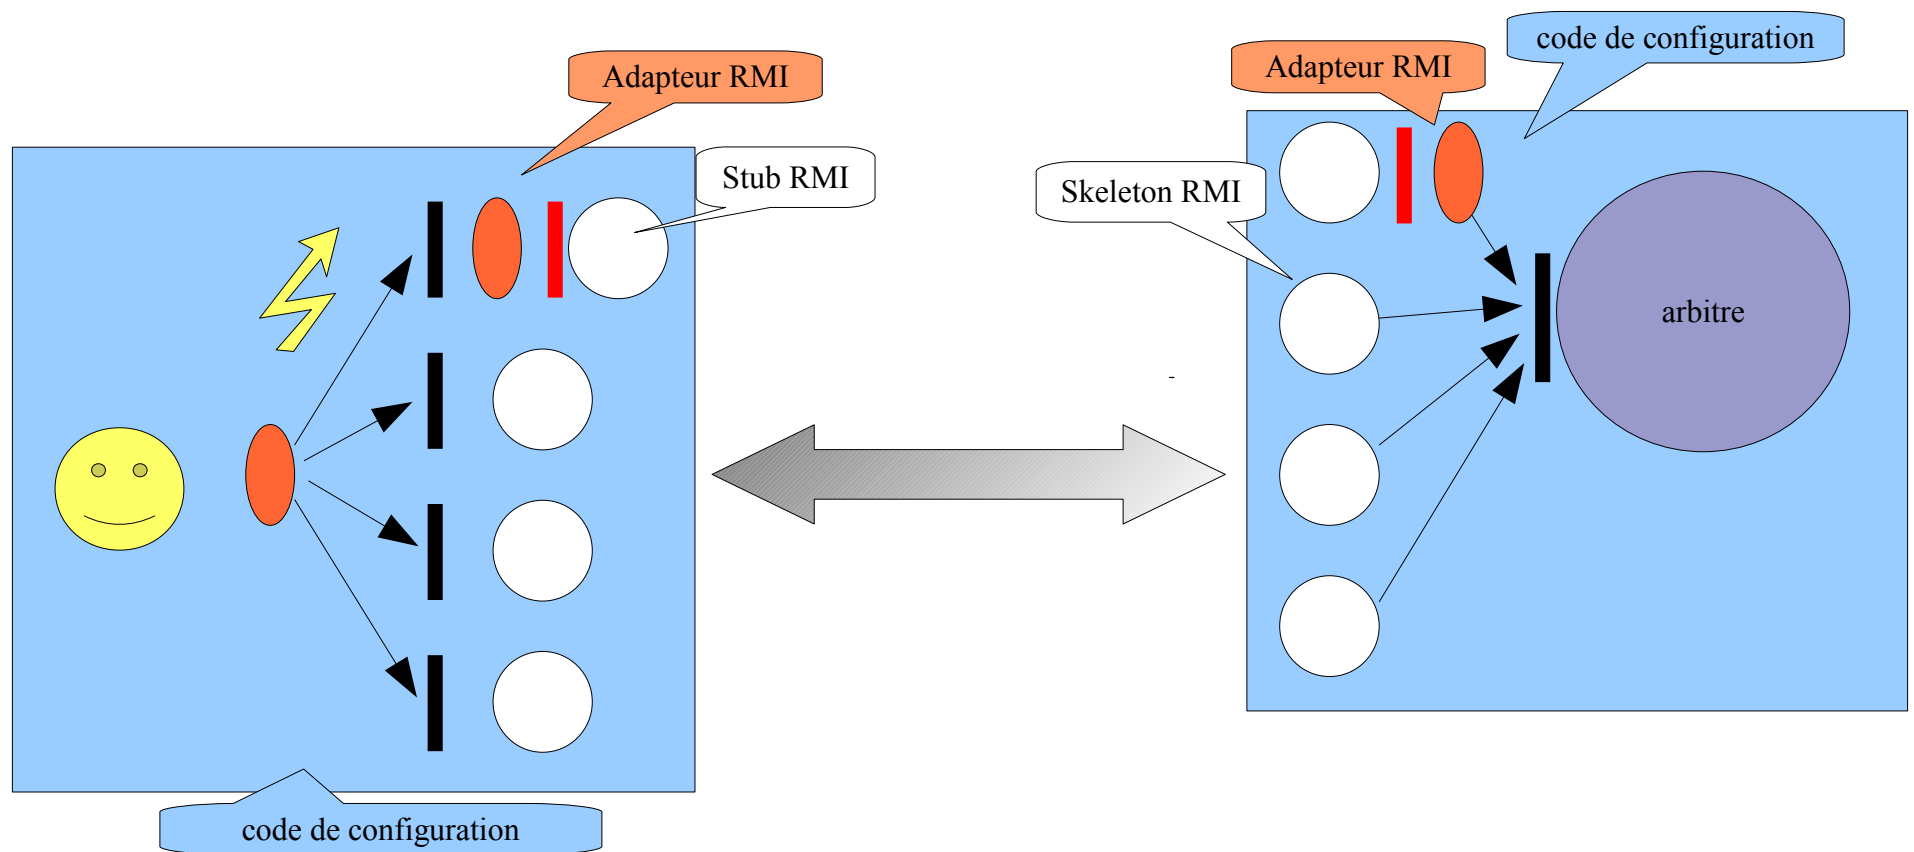 code de configuration
Adapteur RMI
Adapteur RMI
Stub RMI
Skeleton RMI
arbitre
-
code de configuration